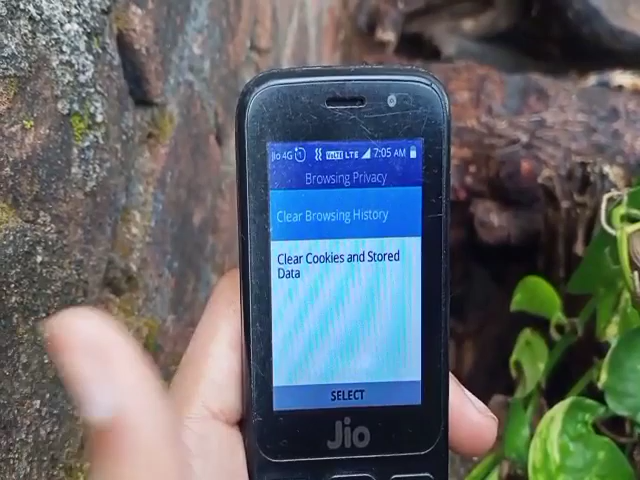 Jio 4G VoLTE LTE 7:05 AM
Browsing Privacy
Clear Browsing History
Clear Cookies and Stored
Data
SELECT
Jio